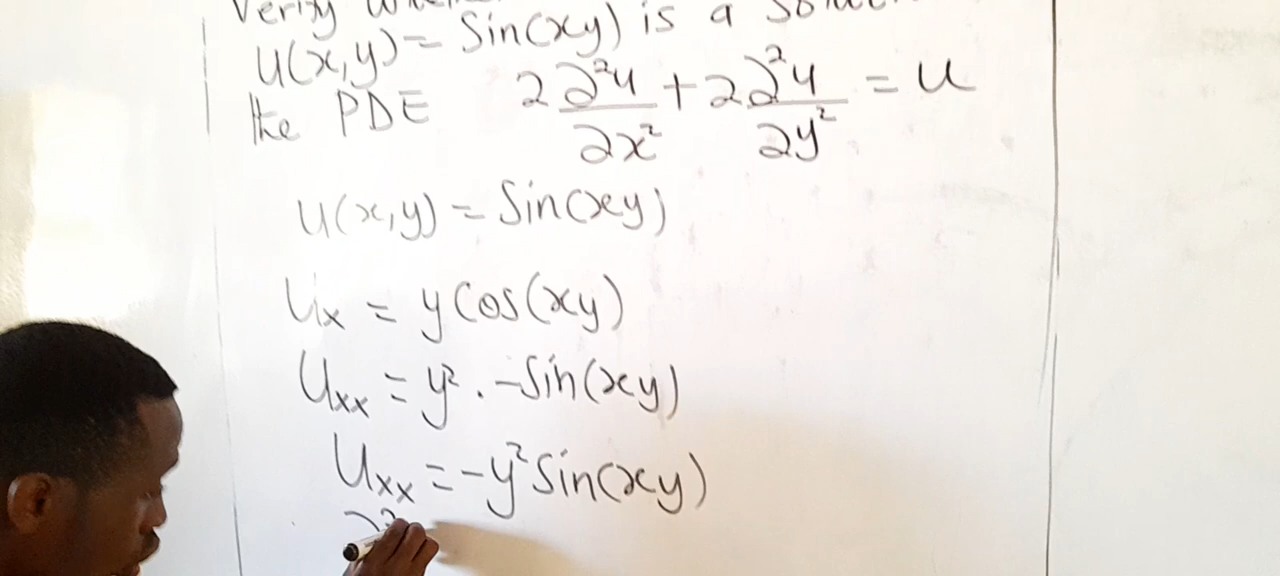 Verify
u(x,y) = Sin(xy) is a
the PDE 2∂²u/∂x² + 2∂²u/∂y² = u
u(x,y) = Sin(xy)
Ux = y Cos(xy)
Uxx = y² . -Sin(xy)
Uxx = -y² Sin(xy)
∂²